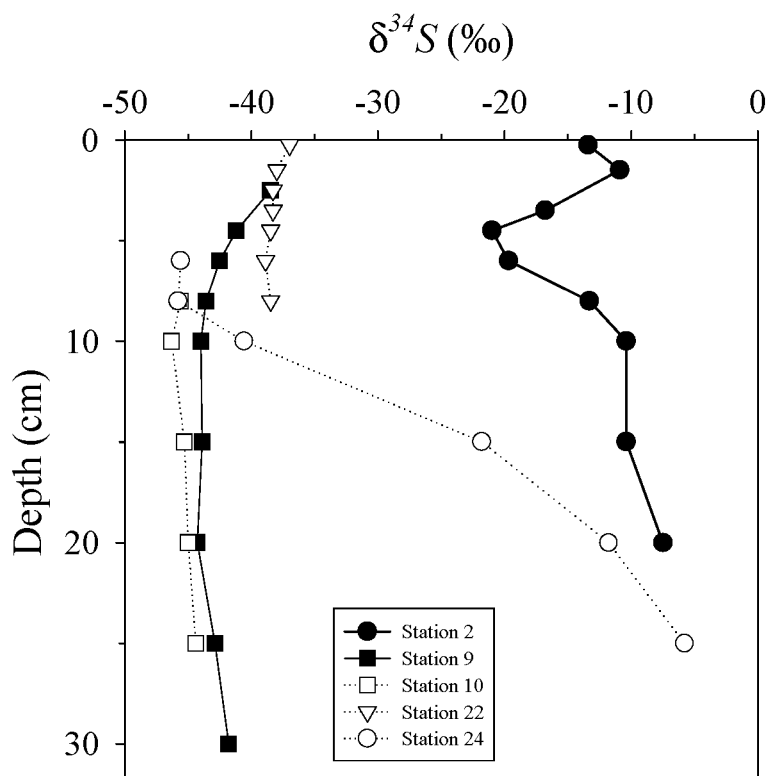 δ³⁴S (‰)
-50 -40 -30 -20 -10 0
0
10
20
30
Depth (cm)
Station 2
Station 9
Station 10
Station 22
Station 24